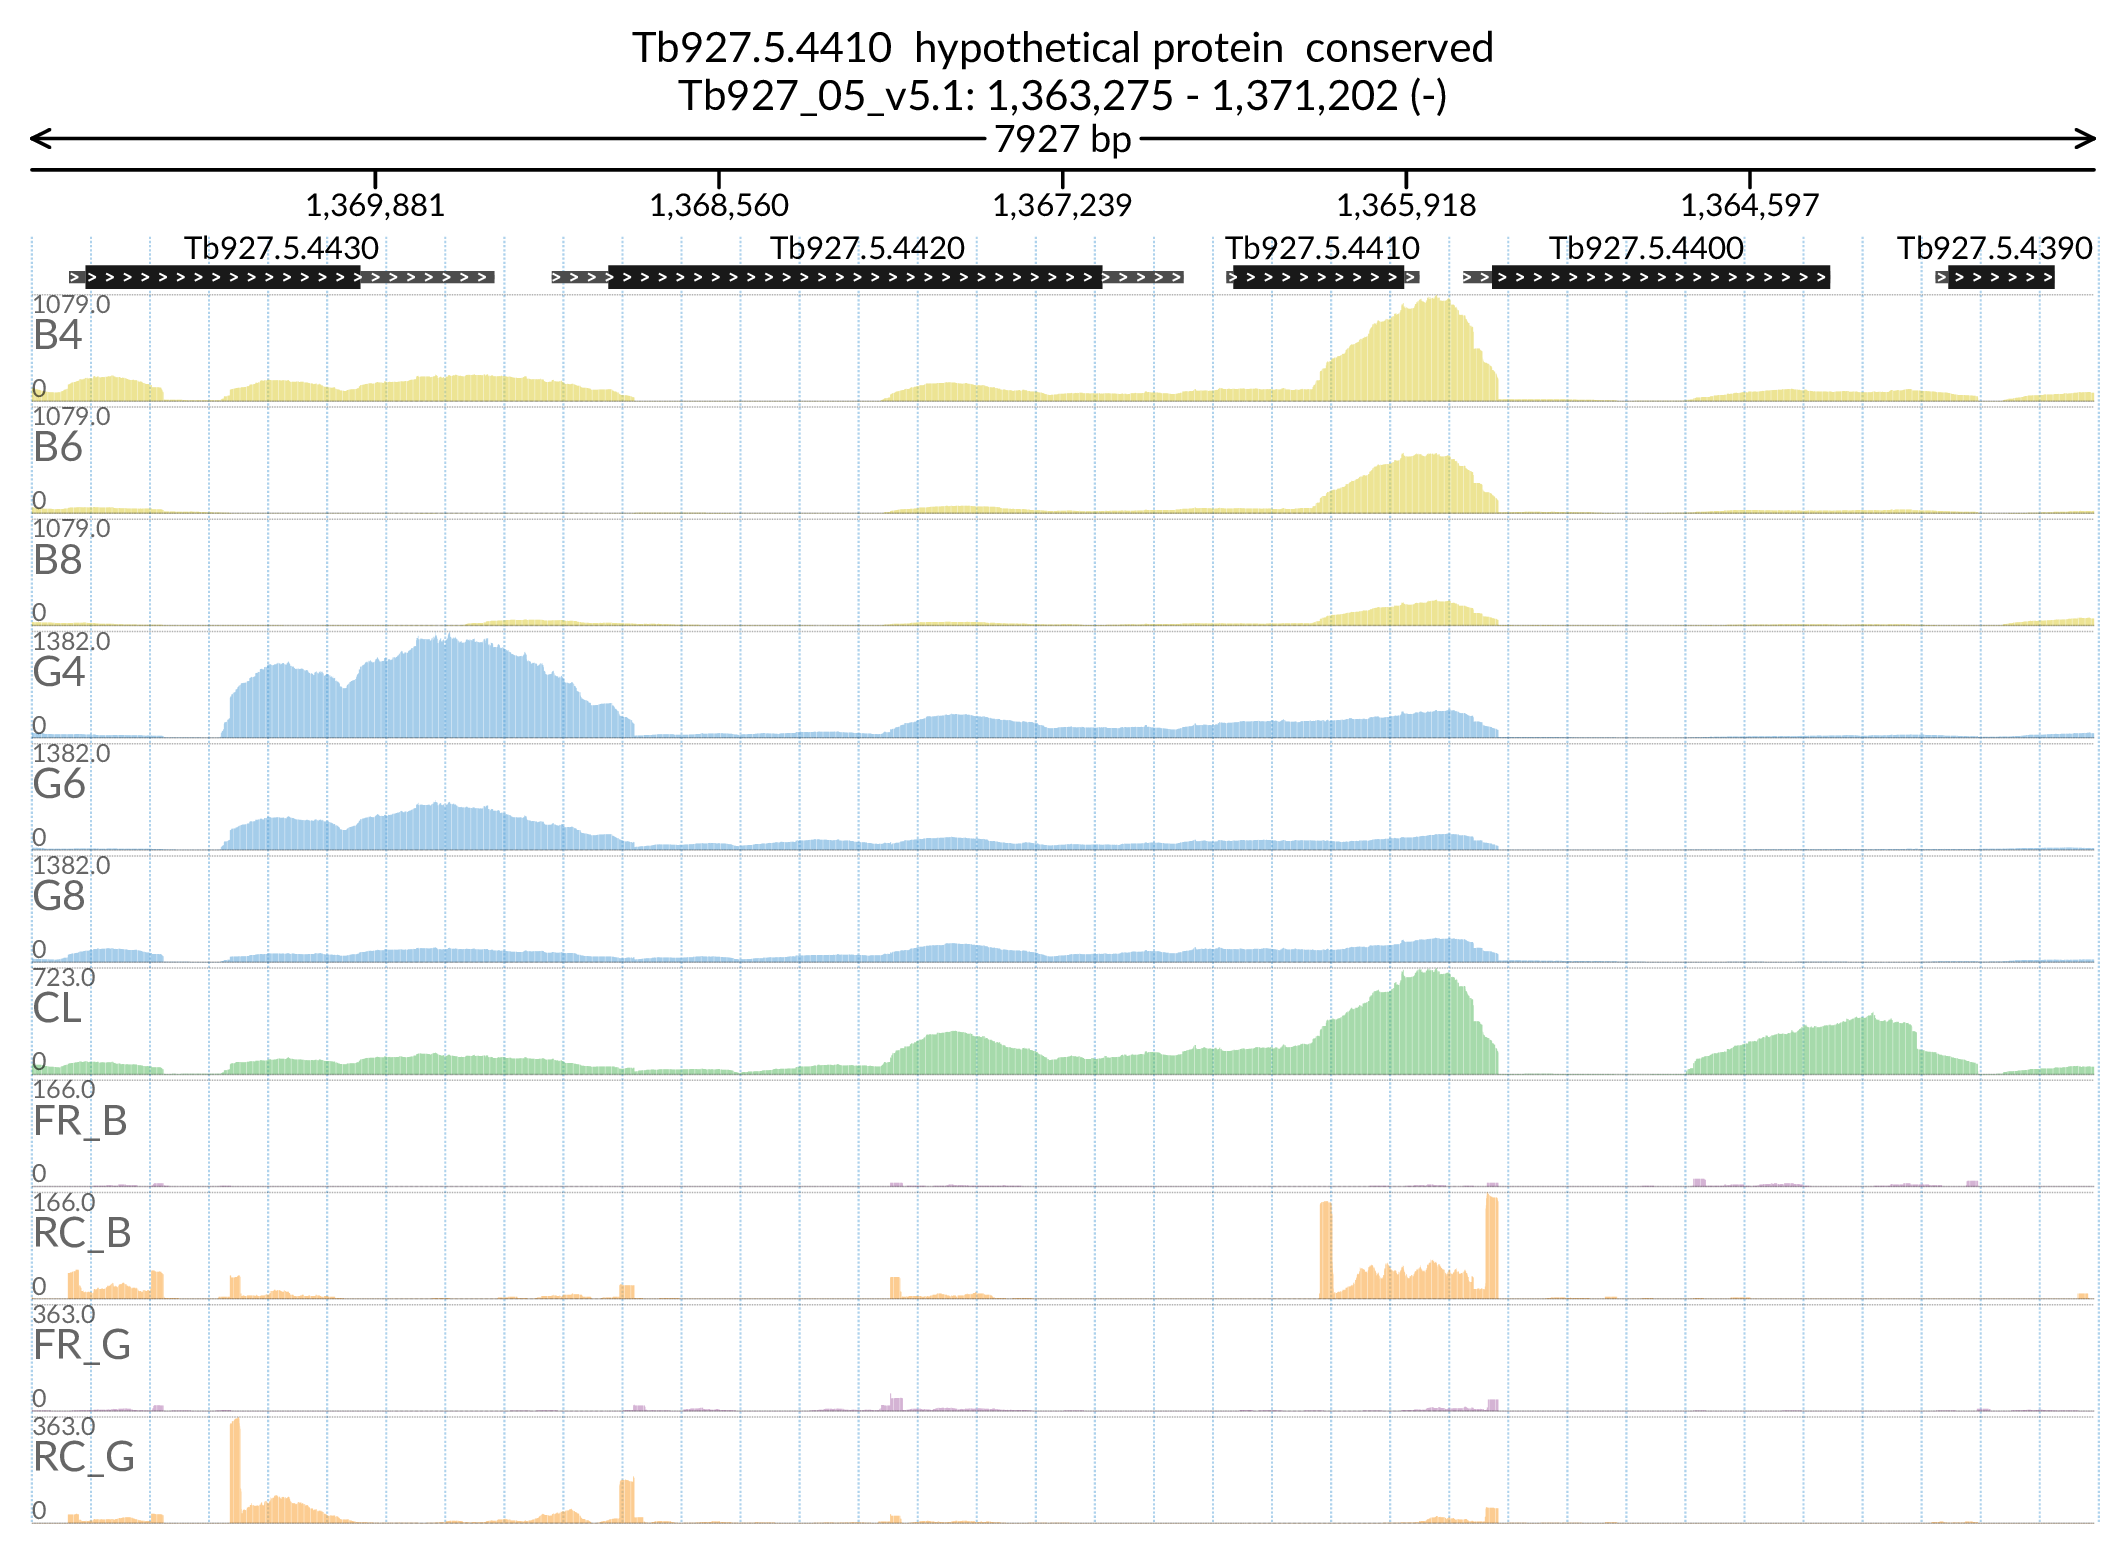 Tb927.5.4410 hypothetical protein conserved
Tb927_05_v5.1: 1,363,275 - 1,371,202 (-)
7927 bp
1,369,881 1,368,560 1,367,239 1,365,918 1,364,597
Tb927.5.4430 Tb927.5.4420 Tb927.5.4410 Tb927.5.4400 Tb927.5.4390
1079.0
B4
0
1079.0
B6
0
1079.0
B8
0
1382.0
G4
0
1382.0
G6
0
1382.0
G8
0
723.0
CL
0
166.0
FR_B
0
166.0
RC_B
0
363.0
FR_G
0
363.0
RC_G
0